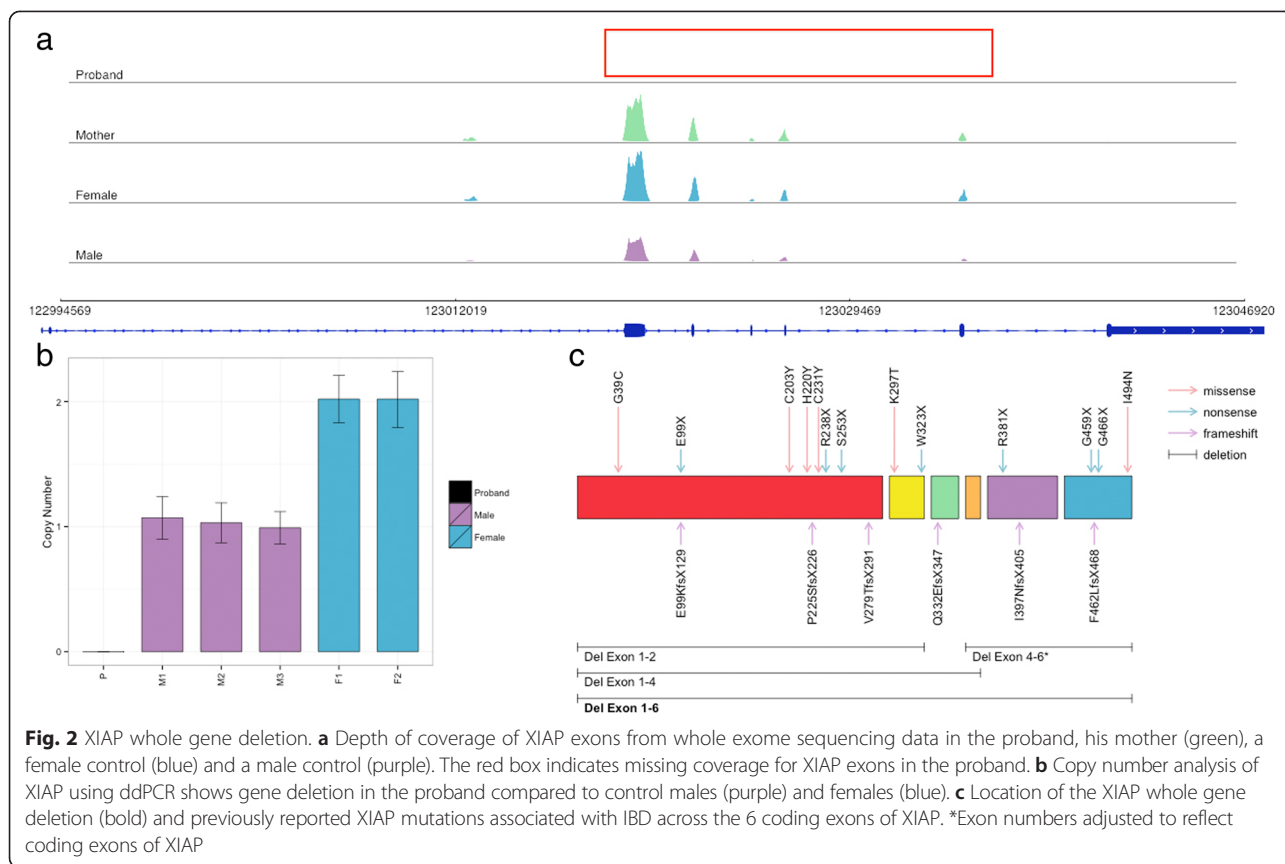 a
Proband
Mother
Female
Male
122994569 123012019 123029469 123046920
b
Copy Number
2
1
0
P M1 M2 M3 F1 F2
Proband
Male
Female
c
G39C E99X C203Y H220Y C231Y R238X S253X K297T W323X R381X G459X G466X I494N
missense
nonsense
frameshift
deletion
E99KfsX129 P225SfsX226 V279TfsX291 Q332EfsX347 I397NfsX405 F462LfsX468
Del Exon 1-2 Del Exon 4-6*
Del Exon 1-4
Del Exon 1-6
Fig. 2 XIAP whole gene deletion. a Depth of coverage of XIAP exons from whole exome sequencing data in the proband, his mother (green), a
female control (blue) and a male control (purple). The red box indicates missing coverage for XIAP exons in the proband. b Copy number analysis of
XIAP using ddPCR shows gene deletion in the proband compared to control males (purple) and females (blue). c Location of the XIAP whole gene
deletion (bold) and previously reported XIAP mutations associated with IBD across the 6 coding exons of XIAP. *Exon numbers adjusted to reflect
coding exons of XIAP